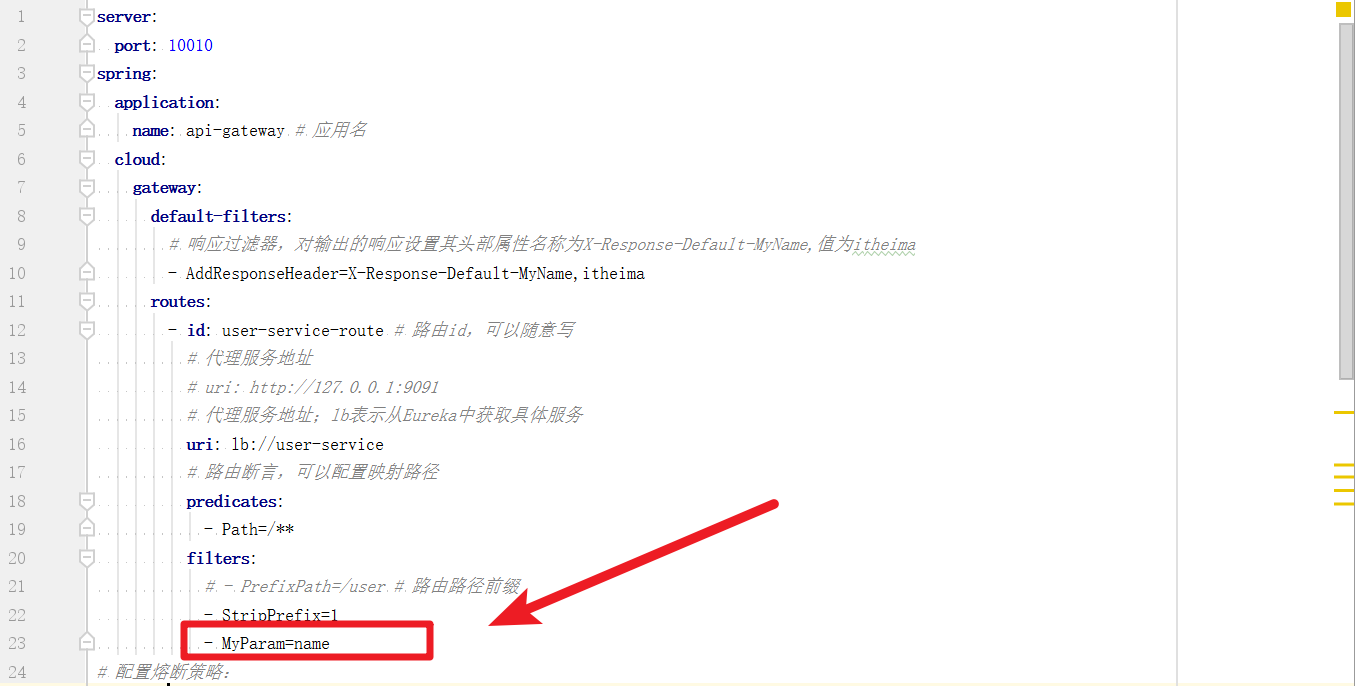 1 server:
2 port: 10010
3 spring:
4 application:
5 name: api-gateway # 应用名
6 cloud:
7 gateway:
8 default-filters:
9 # 响应过滤器，对输出的响应设置其头部属性名称为X-Response-Default-MyName,值为itheima
10 - AddResponseHeader=X-Response-Default-MyName,itheima
11 routes:
12 - id: user-service-route # 路由id，可以随意写
13 # 代理服务地址
14 # uri: http://127.0.0.1:9091
15 # 代理服务地址；lb表示从Eureka中获取具体服务
16 uri: lb://user-service
17 # 路由断言，可以配置映射路径
18 predicates:
19 - Path=/**
20 filters:
21 # - PrefixPath=/user # 路由路径前缀
22 - StripPrefix=1
23 - MyParam=name
24 # 配置熔断策略：